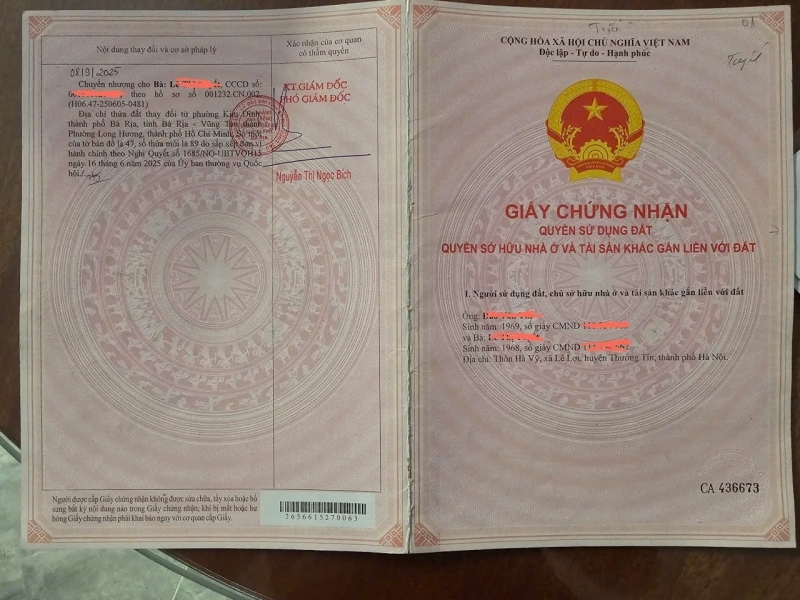 Nội dung thay đổi và cơ sở pháp lý
Xác nhận của cơ quan
có thẩm quyền
08/9/2025
Chuyển nhượng cho Bà: CCCD số:
theo hồ sơ số 001232.CN.002
(H06.47-250605-0481)
Địa chỉ thửa đất thay đổi từ phường Kim Dinh,
thành phố Bà Rịa, tỉnh Bà Rịa - Vũng Tàu thành
Phường Long Hương, thành phố Hồ Chí Minh; Số mới
của tờ bản đồ là 47, số thửa mới là 89 do sắp xếp đơn vị
hành chính theo Nghị Quyết số 1685/NQ-UBTVQH15
ngày 16 tháng 6 năm 2025 của Ủy ban thường vụ Quốc
hội./.
KT.GIÁM ĐỐC
PHÓ GIÁM ĐỐC
Nguyễn Thị Ngọc Bích
Người được cấp Giấy chứng nhận không được sửa chữa, tẩy xóa hoặc bổ
sung bất kỳ nội dung nào trong Giấy chứng nhận; khi bị mất hoặc hư
hỏng Giấy chứng nhận phải khai báo ngay với cơ quan cấp Giấy.
2656615270063
CỘNG HÒA XÃ HỘI CHỦ NGHĨA VIỆT NAM
Độc lập - Tự do - Hạnh phúc
GIẤY CHỨNG NHẬN
QUYỀN SỬ DỤNG ĐẤT
QUYỀN SỞ HỮU NHÀ Ở VÀ TÀI SẢN KHÁC GẮN LIỀN VỚI ĐẤT
I. Người sử dụng đất, chủ sở hữu nhà ở và tài sản khác gắn liền với đất
Ông:
Sinh năm: 1969, số giấy CMND
và Bà:
Sinh năm: 1968, số giấy CMND
Địa chỉ: Thôn Hà Vỹ, xã Lê Lợi, huyện Thường Tín, thành phố Hà Nội.
CA 436673